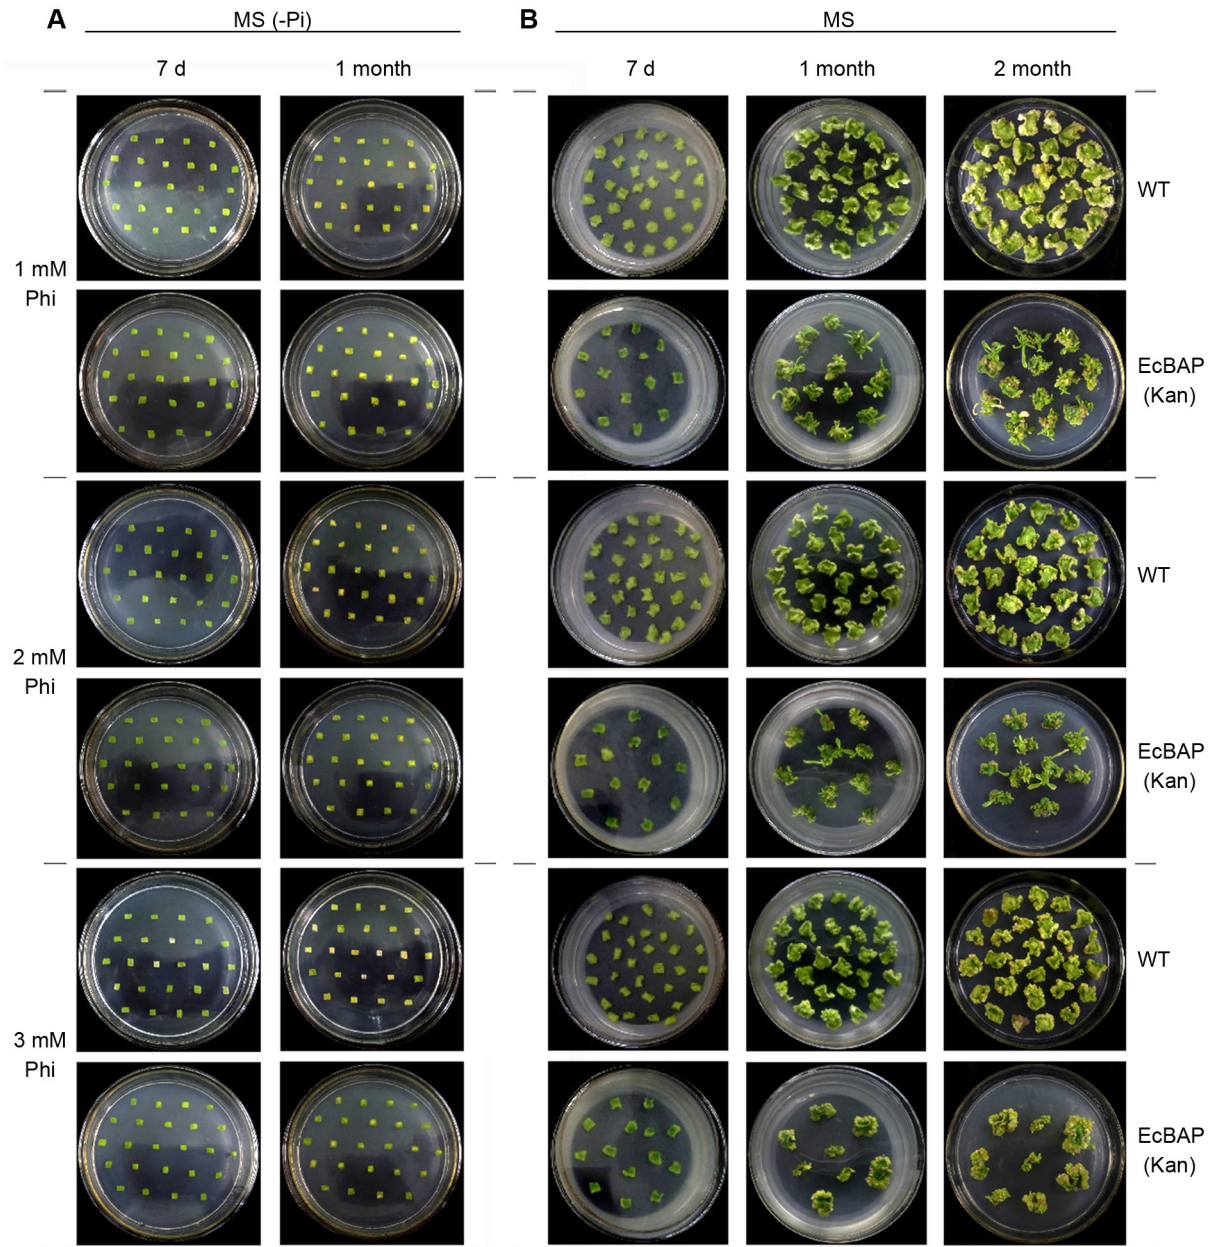 A MS (-Pi) B MS
7 d 1 month 7 d 1 month 2 month
WT
1 mM
Phi
EcBAP
(Kan)
WT
2 mM
Phi
EcBAP
(Kan)
WT
3 mM
Phi
EcBAP
(Kan)